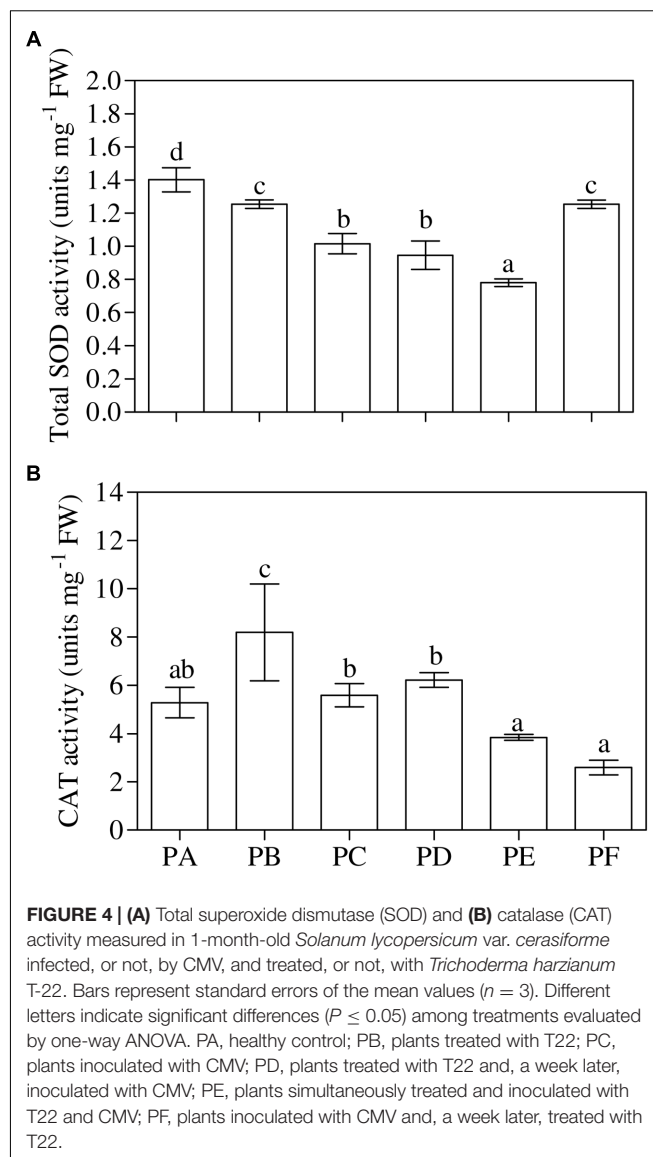 A
2.0
1.8
1.6
1.4
1.2
1.0
0.8
0.6
0.4
0.2
0.0
Total SOD activity (units mg⁻¹ FW)
d
c
b
b
a
c
B
14
12
10
8
6
4
2
0
CAT activity (units mg⁻¹ FW)
ab
c
b
b
a
a
PA PB PC PD PE PF
FIGURE 4 | (A) Total superoxide dismutase (SOD) and (B) catalase (CAT)
activity measured in 1-month-old Solanum lycopersicum var. cerasiforme
infected, or not, by CMV, and treated, or not, with Trichoderma harzianum
T-22. Bars represent standard errors of the mean values (n = 3). Different
letters indicate significant differences (P ≤ 0.05) among treatments evaluated
by one-way ANOVA. PA, healthy control; PB, plants treated with T22; PC,
plants inoculated with CMV; PD, plants treated with T22 and, a week later,
inoculated with CMV; PE, plants simultaneously treated and inoculated with
T22 and CMV; PF, plants inoculated with CMV and, a week later, treated with
T22.